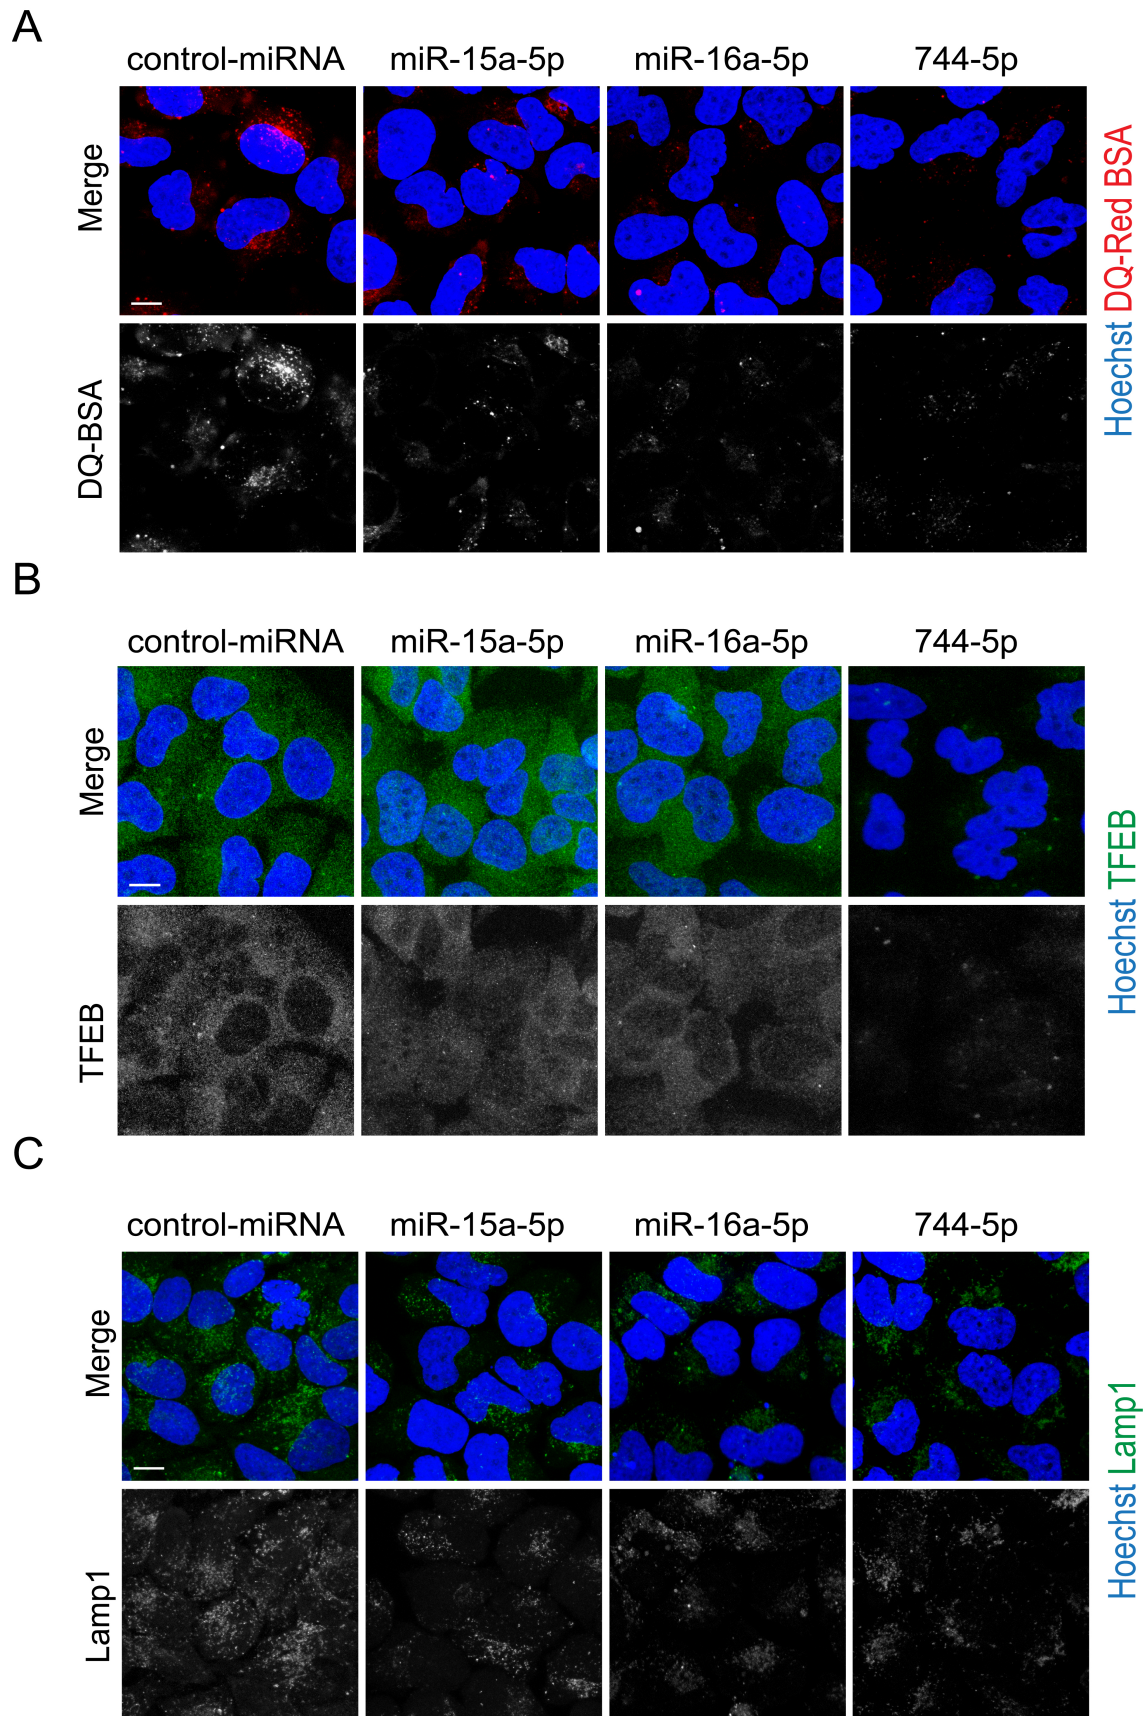 A
control-miRNA miR-15a-5p miR-16a-5p 744-5p
Merge
DQ-BSA
Hoechst DQ-Red BSA
B
control-miRNA miR-15a-5p miR-16a-5p 744-5p
Merge
TFEB
Hoechst TFEB
C
control-miRNA miR-15a-5p miR-16a-5p 744-5p
Merge
Lamp1
Hoechst Lamp1